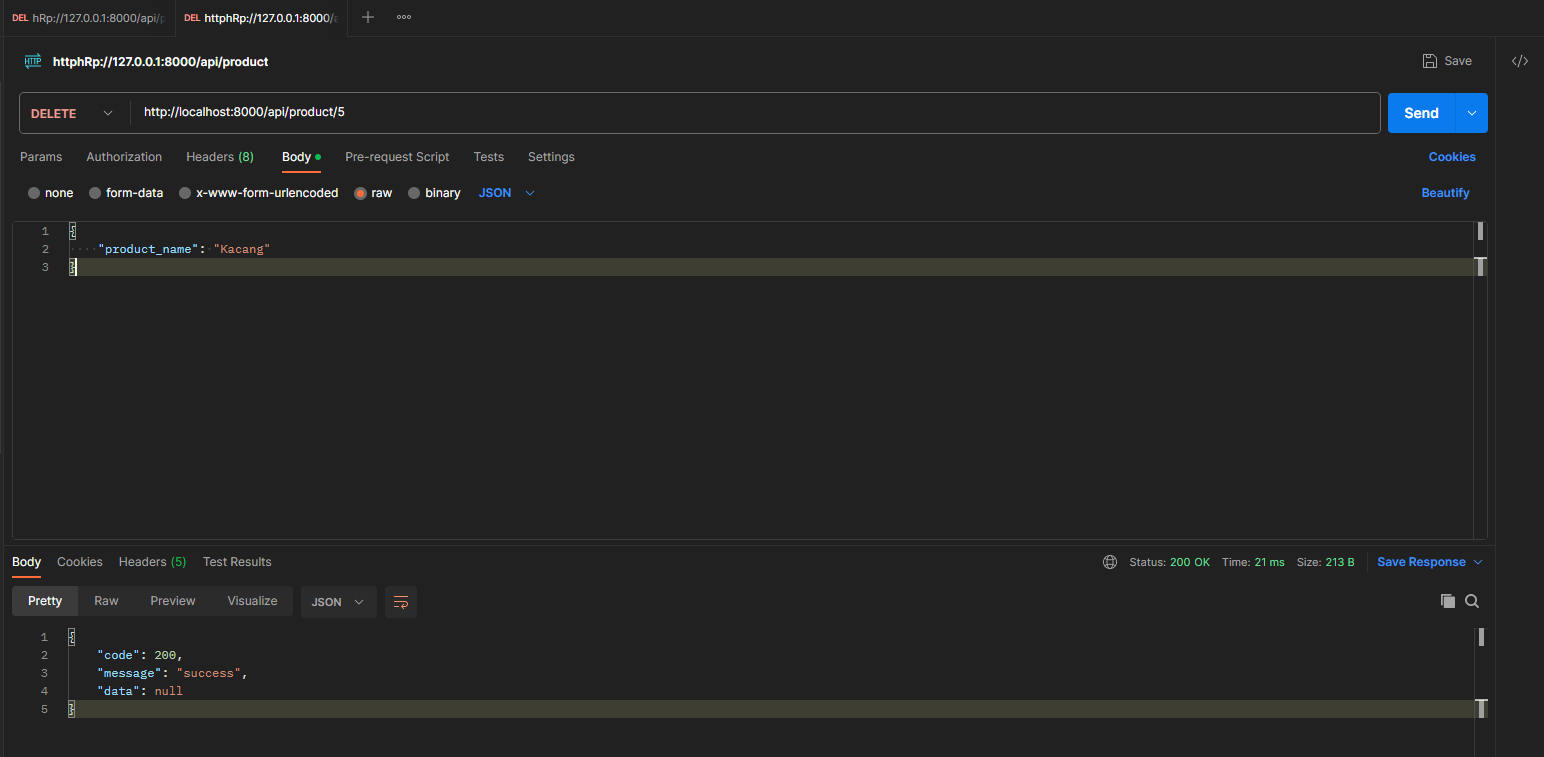 DEL hRp://127.0.0.1:8000/api/p DEL httphRp://127.0.0.1:8000/a
HTTP httphRp://127.0.0.1:8000/api/product Save </>
DELETE http://localhost:8000/api/product/5 Send
Params Authorization Headers (8) Body Pre-request Script Tests Settings Cookies
none form-data x-www-form-urlencoded raw binary JSON Beautify
1 {
2 "product_name": "Kacang"
3 }
Body Cookies Headers (5) Test Results Status: 200 OK Time: 21 ms Size: 213 B Save Response
Pretty Raw Preview Visualize JSON
1 {
2 "code": 200,
3 "message": "success",
4 "data": null
5 }